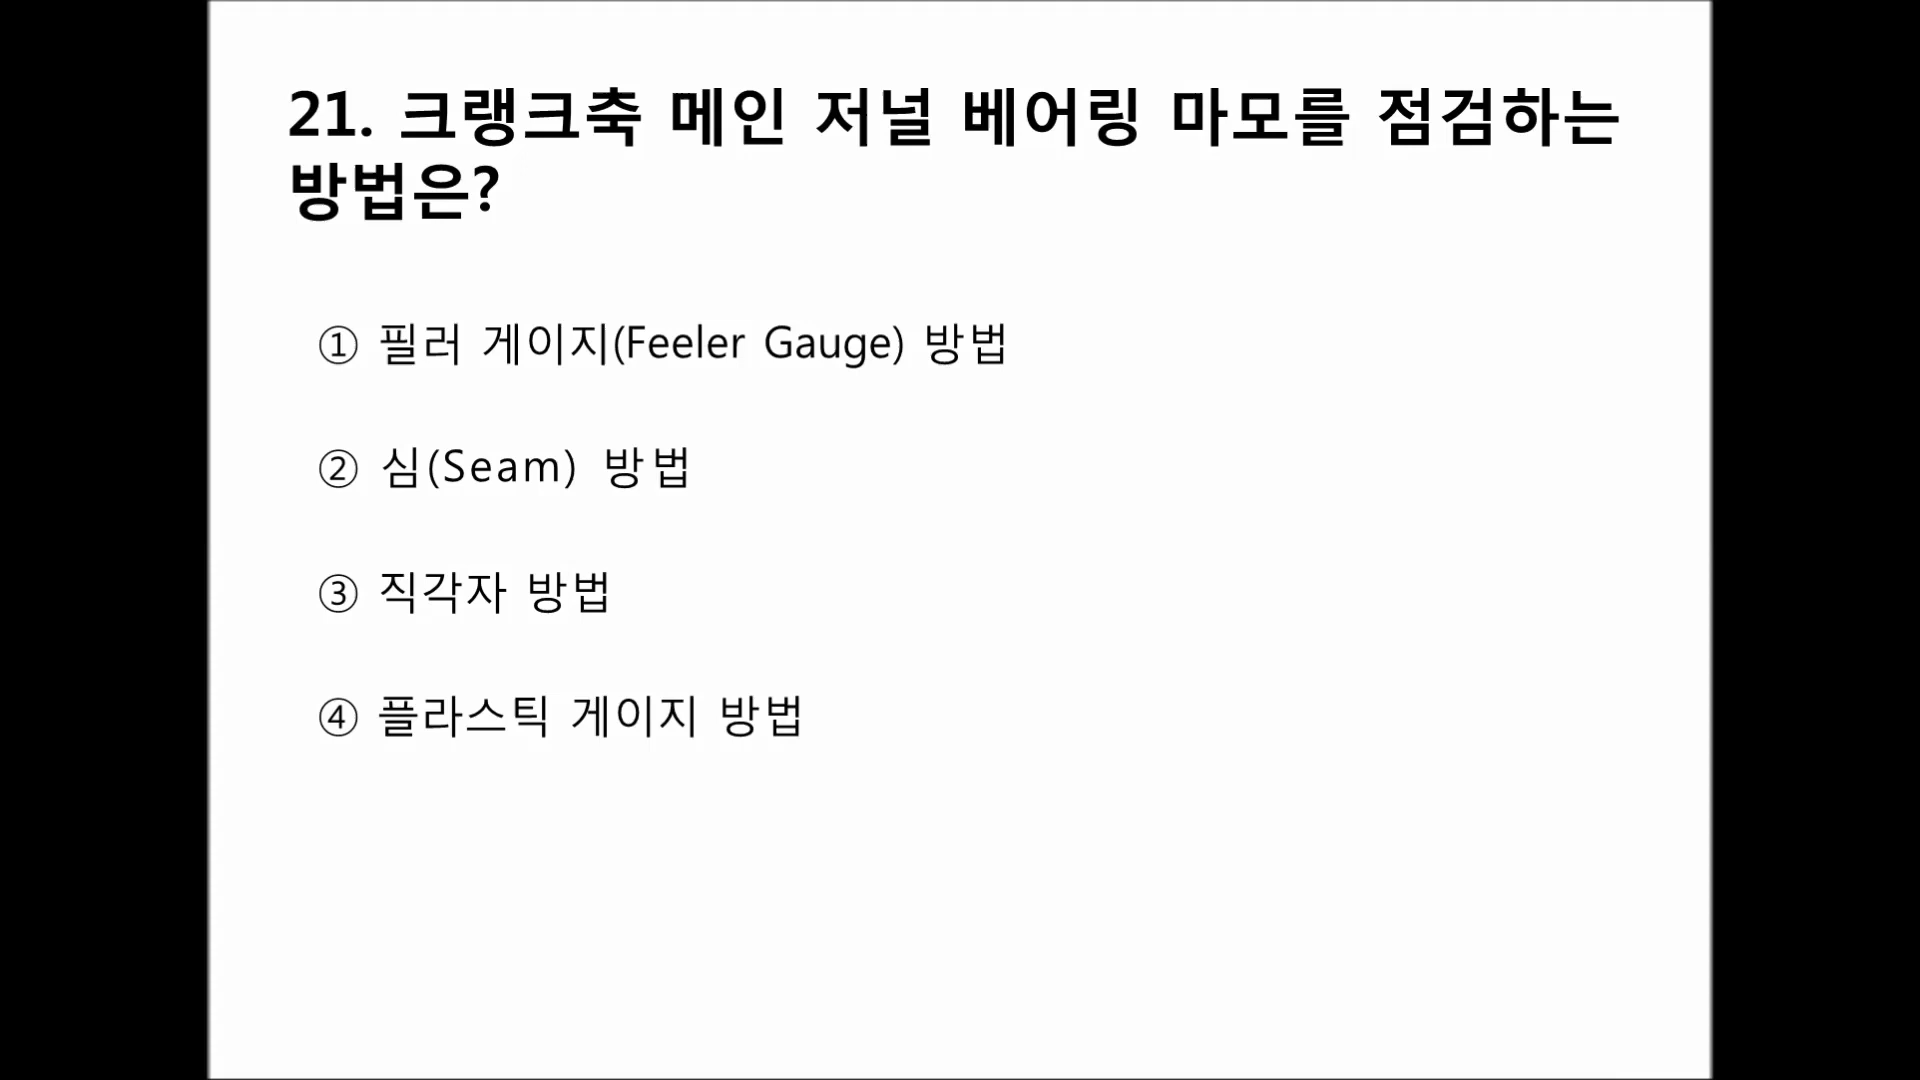 21. 크랭크축 메인 저널 베어링 마모를 점검하는
방법은?
① 필러 게이지(Feeler Gauge) 방법
② 심(Seam) 방법
③ 직각자 방법
④ 플라스틱 게이지 방법